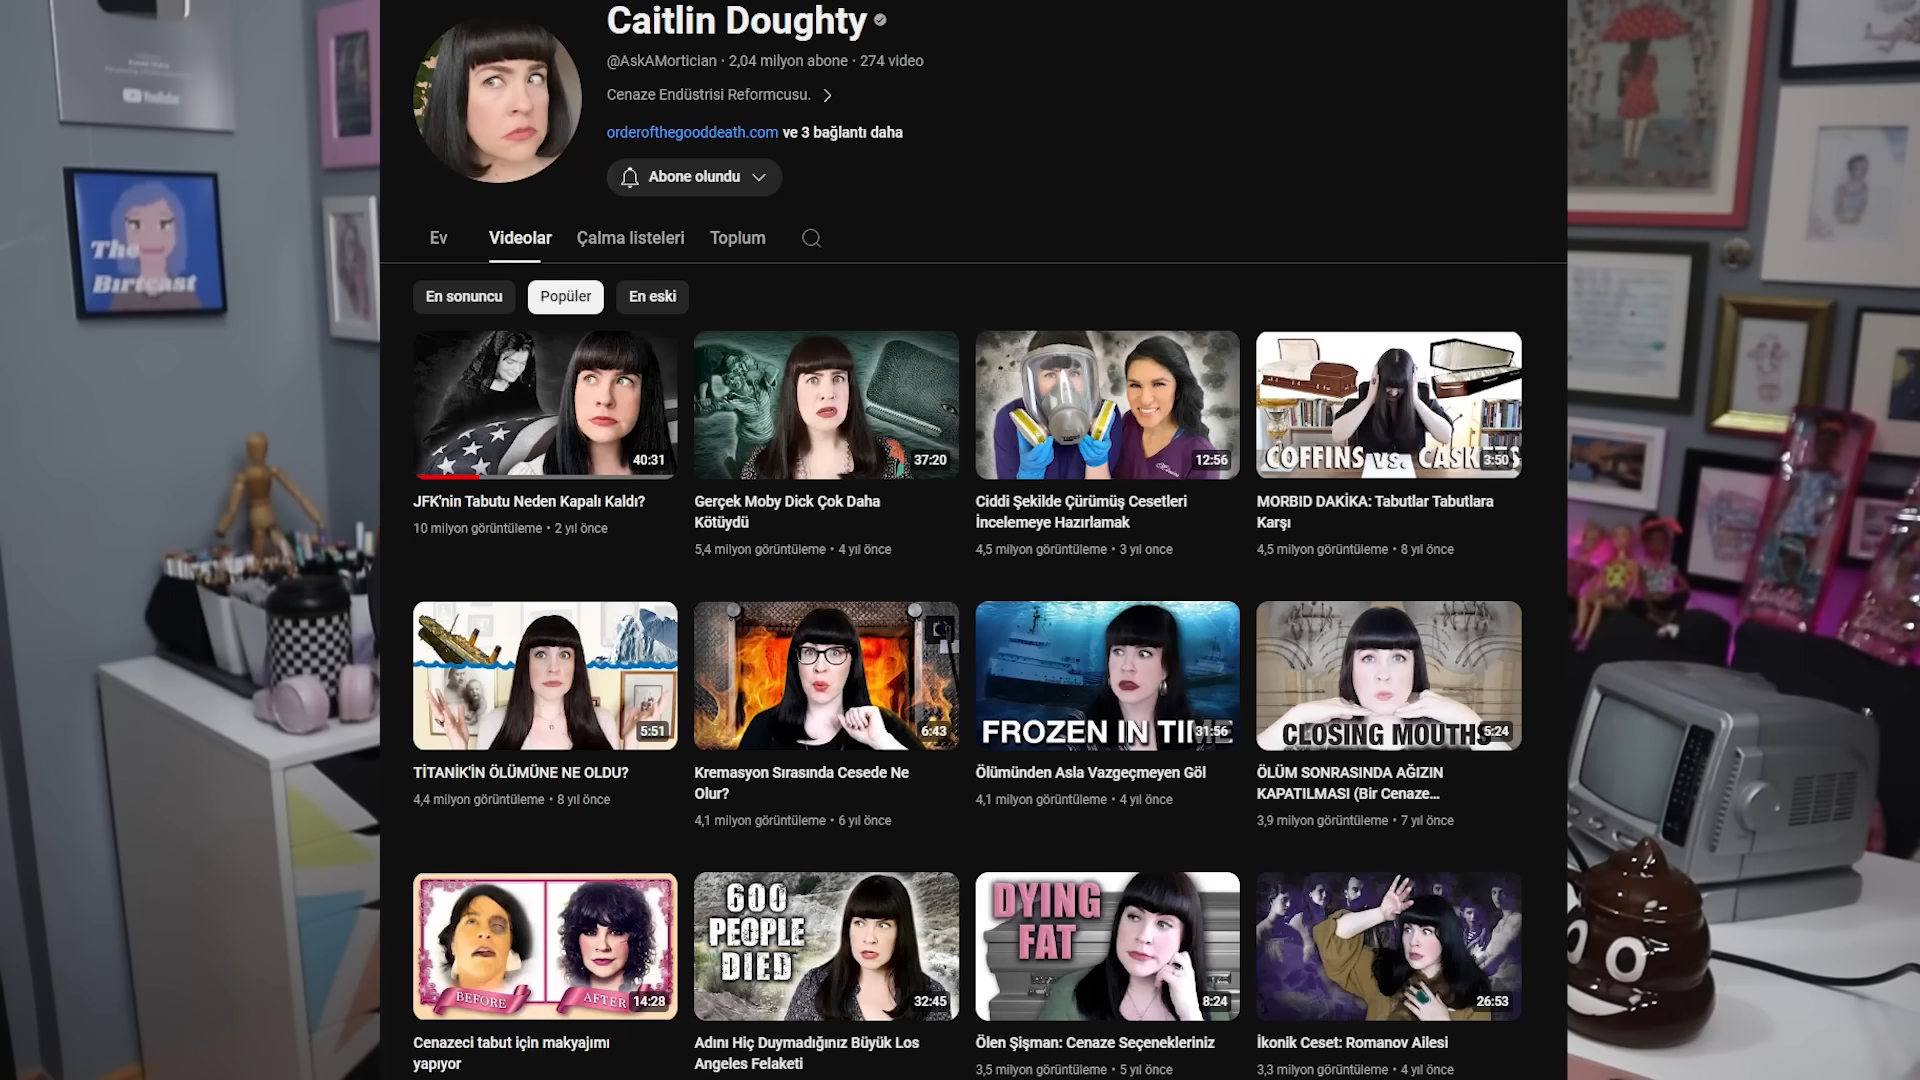 YouTube
The
Bırtcast
Caitlin Doughty
@AskAMortician · 2,04 milyon abone · 274 video
Cenaze Endüstrisi Reformcusu.
orderofthegooddeath.com ve 3 bağlantı daha
Abone olundu
Ev Videolar Çalma listeleri Toplum
En sonuncu Popüler En eski
40:31
37:20
12:56
COFFINS vs. CASKETS
3:50
JFK'nin Tabutu Neden Kapalı Kaldı?
10 milyon görüntüleme • 2 yıl önce
Gerçek Moby Dick Çok Daha
Kötüydü
5,4 milyon görüntüleme • 4 yıl önce
Ciddi Şekilde Çürümüş Cesetleri
İncelemeye Hazırlamak
4,5 milyon görüntüleme • 3 yıl once
MORBID DAKİKA: Tabutlar Tabutlara
Karşı
4,5 milyon görüntüleme • 8 yıl önce
5:51
6:43
FROZEN IN TIME
31:56
CLOSING MOUTHS
5:24
TİTANİK'İN ÖLÜMÜNE NE OLDU?
4,4 milyon görüntüleme • 8 yıl önce
Kremasyon Sırasında Cesede Ne
Olur?
4,1 milyon görüntüleme • 6 yıl önce
Ölümünden Asla Vazgeçmeyen Göl
4,1 milyon görüntüleme • 4 yıl önce
ÖLÜM SONRASINDA AĞIZIN
KAPATILMASI (Bir Cenaze...
3,9 milyon görüntüleme • 7 yıl önce
BEFORE
AFTER
14:28
600
PEOPLE
DIED
32:45
DYING
FAT
8:24
26:53
Cenazeci tabut için makyajımı
yapıyor
Adını Hiç Duymadığınız Büyük Los
Angeles Felaketi
Ölen Şişman: Cenaze Seçenekleriniz
3,5 milyon görüntüleme • 5 yıl önce
İkonik Ceset: Romanov Ailesi
3,3 milyon görüntüleme • 4 yıl önce